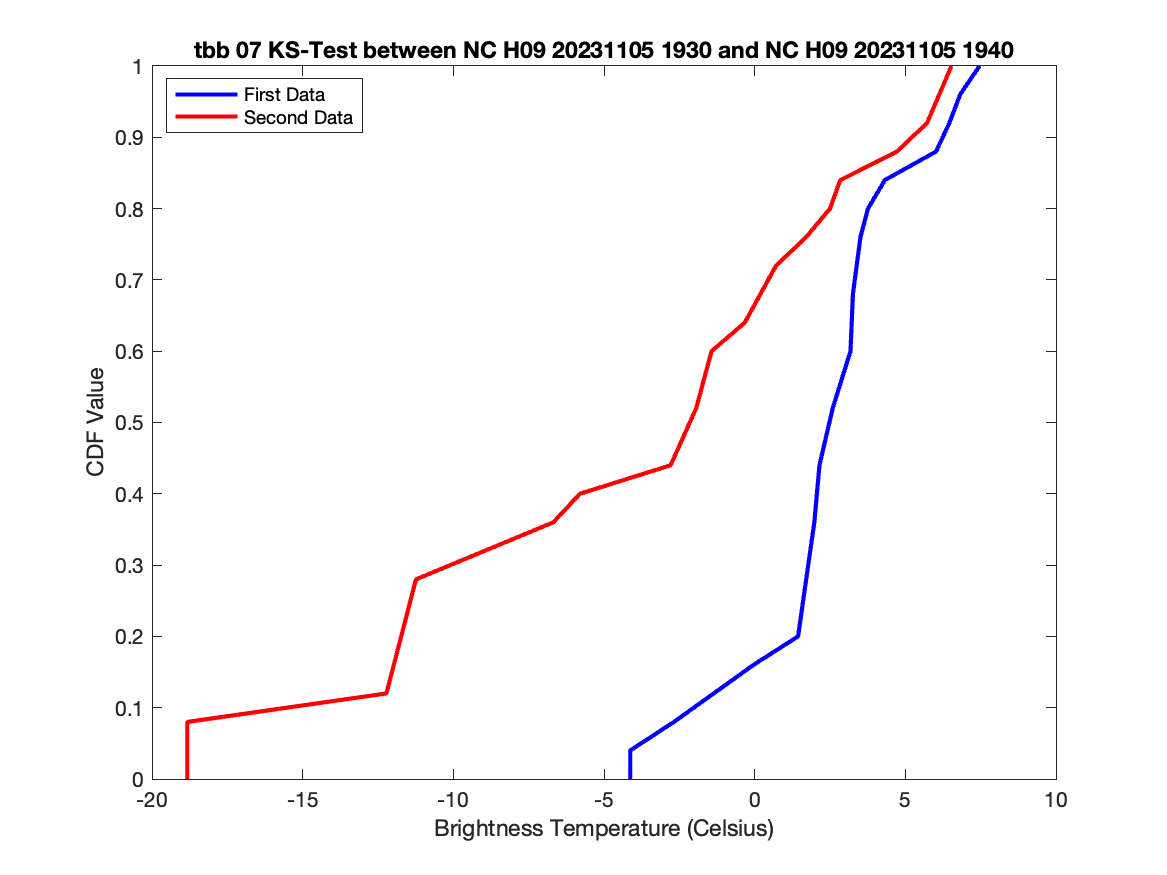 tbb 07 KS-Test between NC H09 20231105 1930 and NC H09 20231105 1940
First Data
Second Data
1
0.9
0.8
0.7
0.6
0.5
0.4
0.3
0.2
0.1
0
CDF Value
-20 -15 -10 -5 0 5 10
Brightness Temperature (Celsius)